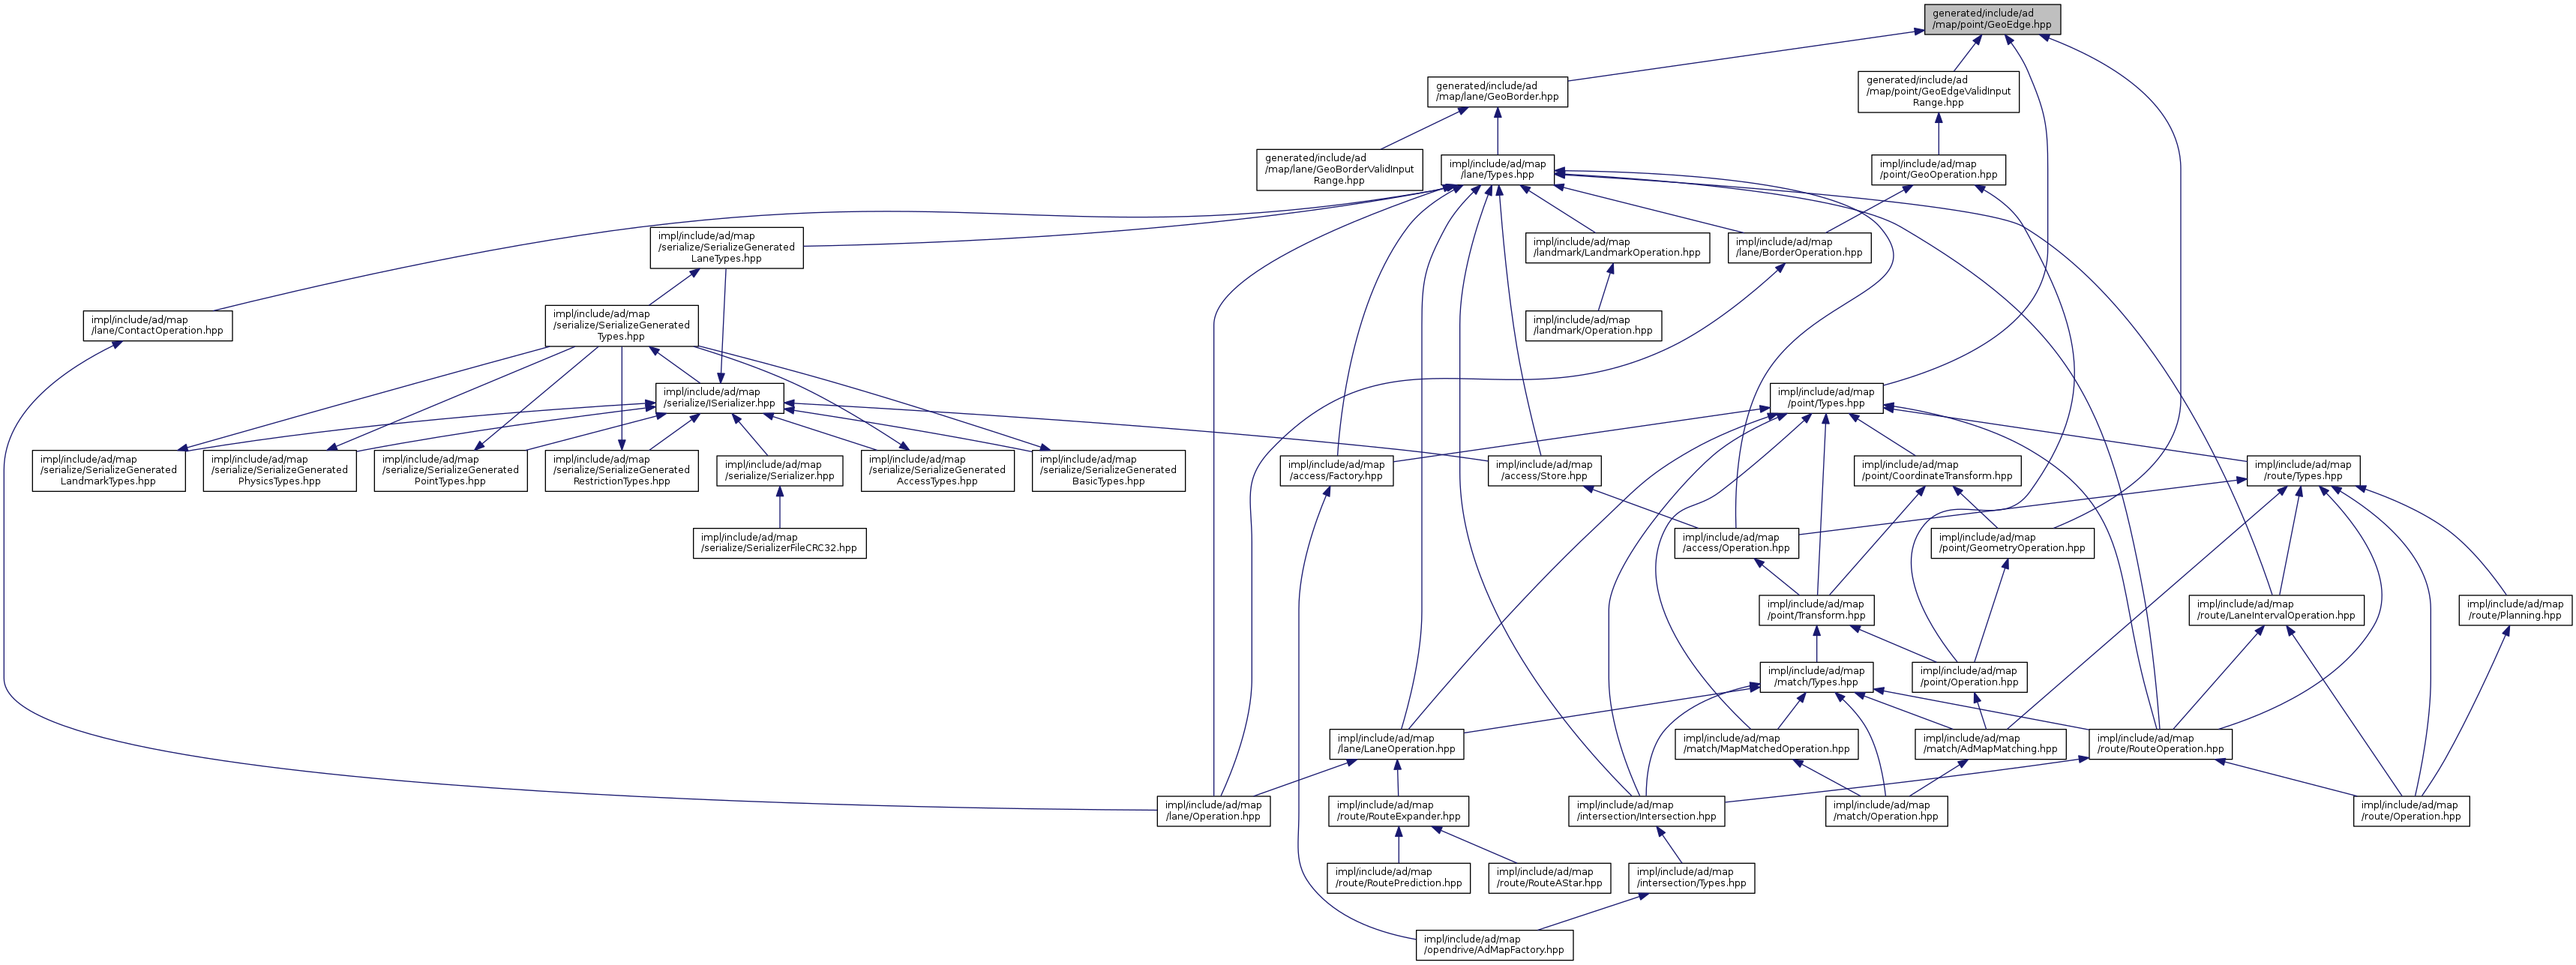 generated/include/ad
/map/point/GeoEdge.hpp
generated/include/ad
/map/lane/GeoBorder.hpp
generated/include/ad
/map/point/GeoEdgeValidInput
Range.hpp
generated/include/ad
/map/lane/GeoBorderValidInput
Range.hpp
impl/include/ad/map
/lane/Types.hpp
impl/include/ad/map
/point/GeoOperation.hpp
impl/include/ad/map
/serialize/SerializeGenerated
LaneTypes.hpp
impl/include/ad/map
/landmark/LandmarkOperation.hpp
impl/include/ad/map
/lane/BorderOperation.hpp
impl/include/ad/map
/lane/ContactOperation.hpp
impl/include/ad/map
/serialize/SerializeGenerated
Types.hpp
impl/include/ad/map
/landmark/Operation.hpp
impl/include/ad/map
/serialize/ISerializer.hpp
impl/include/ad/map
/point/Types.hpp
impl/include/ad/map
/serialize/SerializeGenerated
LandmarkTypes.hpp
impl/include/ad/map
/serialize/SerializeGenerated
PhysicsTypes.hpp
impl/include/ad/map
/serialize/SerializeGenerated
PointTypes.hpp
impl/include/ad/map
/serialize/SerializeGenerated
RestrictionTypes.hpp
impl/include/ad/map
/serialize/Serializer.hpp
impl/include/ad/map
/serialize/SerializeGenerated
AccessTypes.hpp
impl/include/ad/map
/serialize/SerializeGenerated
BasicTypes.hpp
impl/include/ad/map
/access/Factory.hpp
impl/include/ad/map
/access/Store.hpp
impl/include/ad/map
/point/CoordinateTransform.hpp
impl/include/ad/map
/route/Types.hpp
impl/include/ad/map
/serialize/SerializerFileCRC32.hpp
impl/include/ad/map
/access/Operation.hpp
impl/include/ad/map
/point/GeometryOperation.hpp
impl/include/ad/map
/point/Transform.hpp
impl/include/ad/map
/route/LaneIntervalOperation.hpp
impl/include/ad/map
/route/Planning.hpp
impl/include/ad/map
/match/Types.hpp
impl/include/ad/map
/point/Operation.hpp
impl/include/ad/map
/lane/LaneOperation.hpp
impl/include/ad/map
/match/MapMatchedOperation.hpp
impl/include/ad/map
/match/AdMapMatching.hpp
impl/include/ad/map
/route/RouteOperation.hpp
impl/include/ad/map
/lane/Operation.hpp
impl/include/ad/map
/route/RouteExpander.hpp
impl/include/ad/map
/intersection/Intersection.hpp
impl/include/ad/map
/match/Operation.hpp
impl/include/ad/map
/route/Operation.hpp
impl/include/ad/map
/route/RoutePrediction.hpp
impl/include/ad/map
/route/RouteAStar.hpp
impl/include/ad/map
/intersection/Types.hpp
impl/include/ad/map
/opendrive/AdMapFactory.hpp